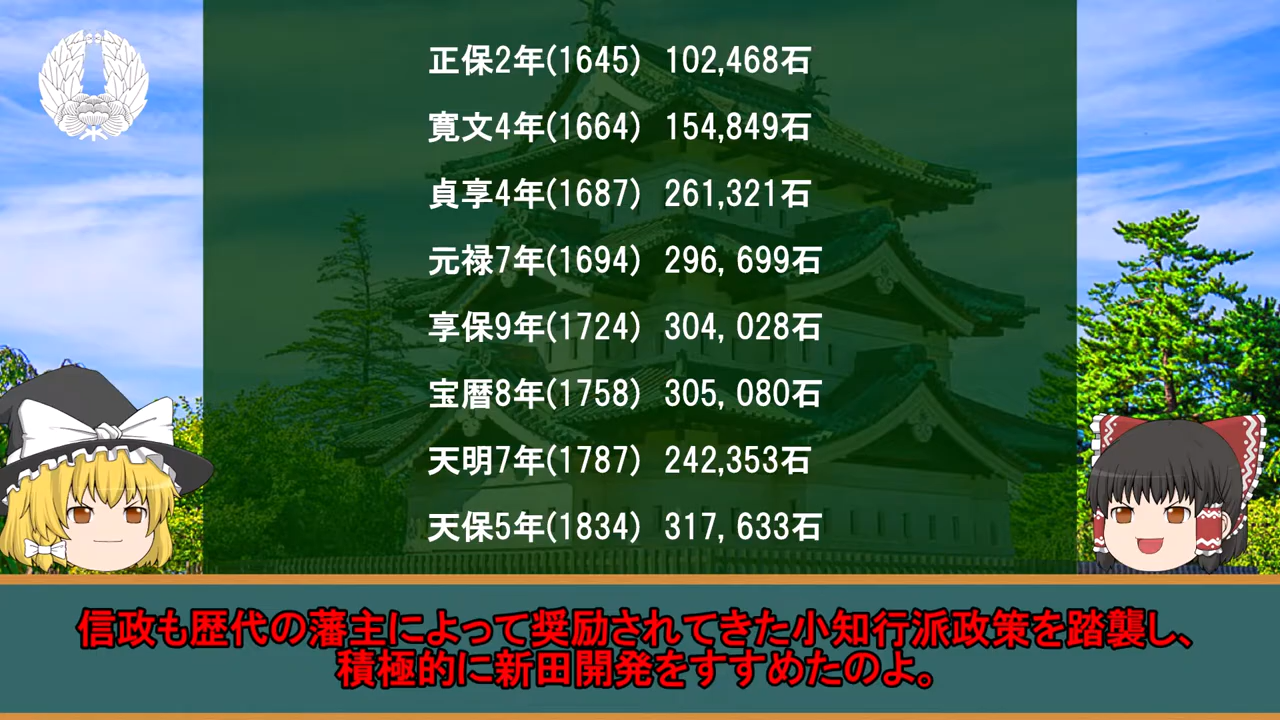 正保2年(1645) 102,468石
寛文4年(1664) 154,849石
貞享4年(1687) 261,321石
元禄7年(1694) 296,699石
享保9年(1724) 304,028石
宝暦8年(1758) 305,080石
天明7年(1787) 242,353石
天保5年(1834) 317,633石
信政も歴代の藩主によって奨励されてきた小知行派政策を踏襲し、
積極的に新田開発をすすめたのよ。